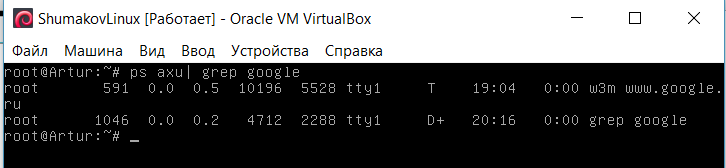 ShumakovLinux [Работает] - Oracle VM VirtualBox
Файл Машина Вид Ввод Устройства Справка
root@Artur:~# ps axu| grep google
root 591 0.0 0.5 10196 5528 tty1 T 19:04 0:00 w3m www.google.
ru
root 1046 0.0 0.2 4712 2288 tty1 D+ 20:16 0:00 grep google
root@Artur:~# _